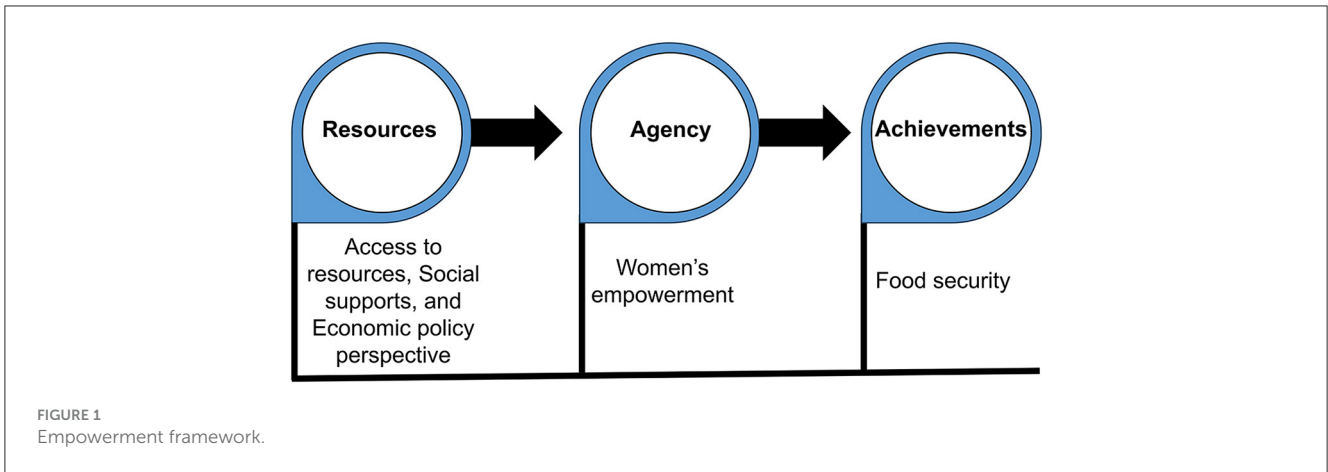 Resources
Agency
Achievements
Access to
resources, Social
supports, and
Economic policy
perspective
Women's
empowerment
Food security
FIGURE 1
Empowerment framework.